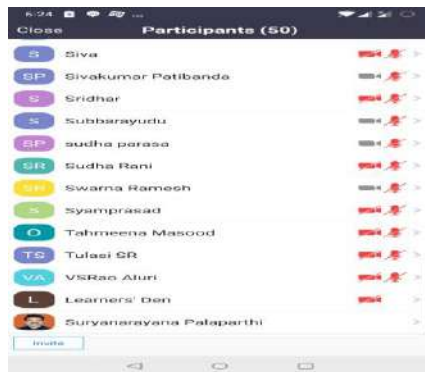 6:24
Close Participants (50)
S Siva
SP Sivakumar Patibanda
S Sridhar
S Subbarayudu
SP sudha parasa
SR Sudha Rani
SR Swarna Ramesh
S Syamprasad
O Tahmeena Masood
TS Tulasi SR
VA VSRao Aluri
L Learners' Den
Suryanarayana Palaparthi
Invite